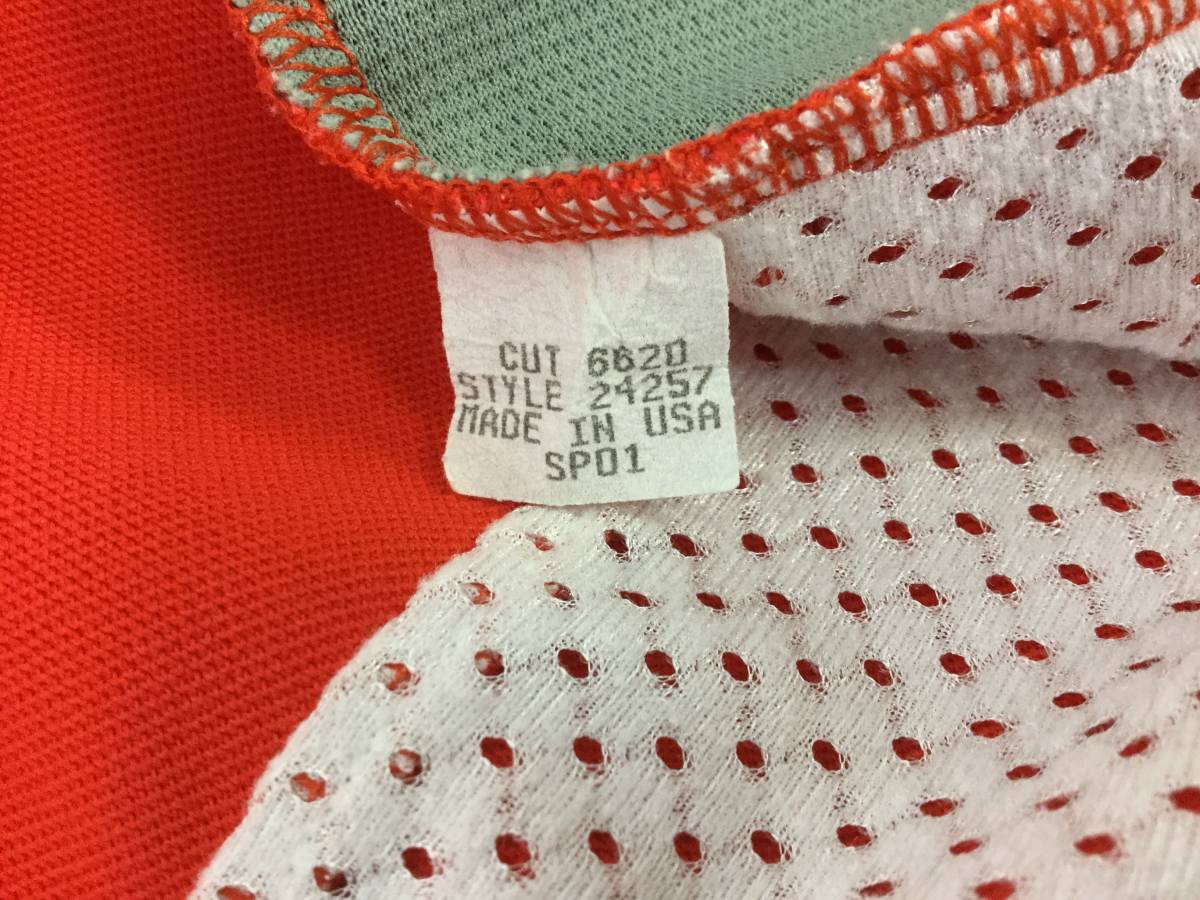 CUT 6620
STYLE 24257
MADE IN USA
SP01